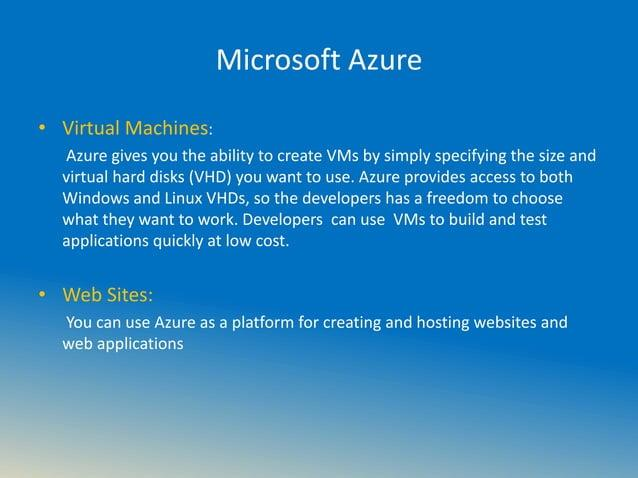 Microsoft Azure
• Virtual Machines:
Azure gives you the ability to create VMs by simply specifying the size and
virtual hard disks (VHD) you want to use. Azure provides access to both
Windows and Linux VHDs, so the developers has a freedom to choose
what they want to work. Developers  can use  VMs to build and test
applications quickly at low cost.
• Web Sites:
You can use Azure as a platform for creating and hosting websites and
web applications